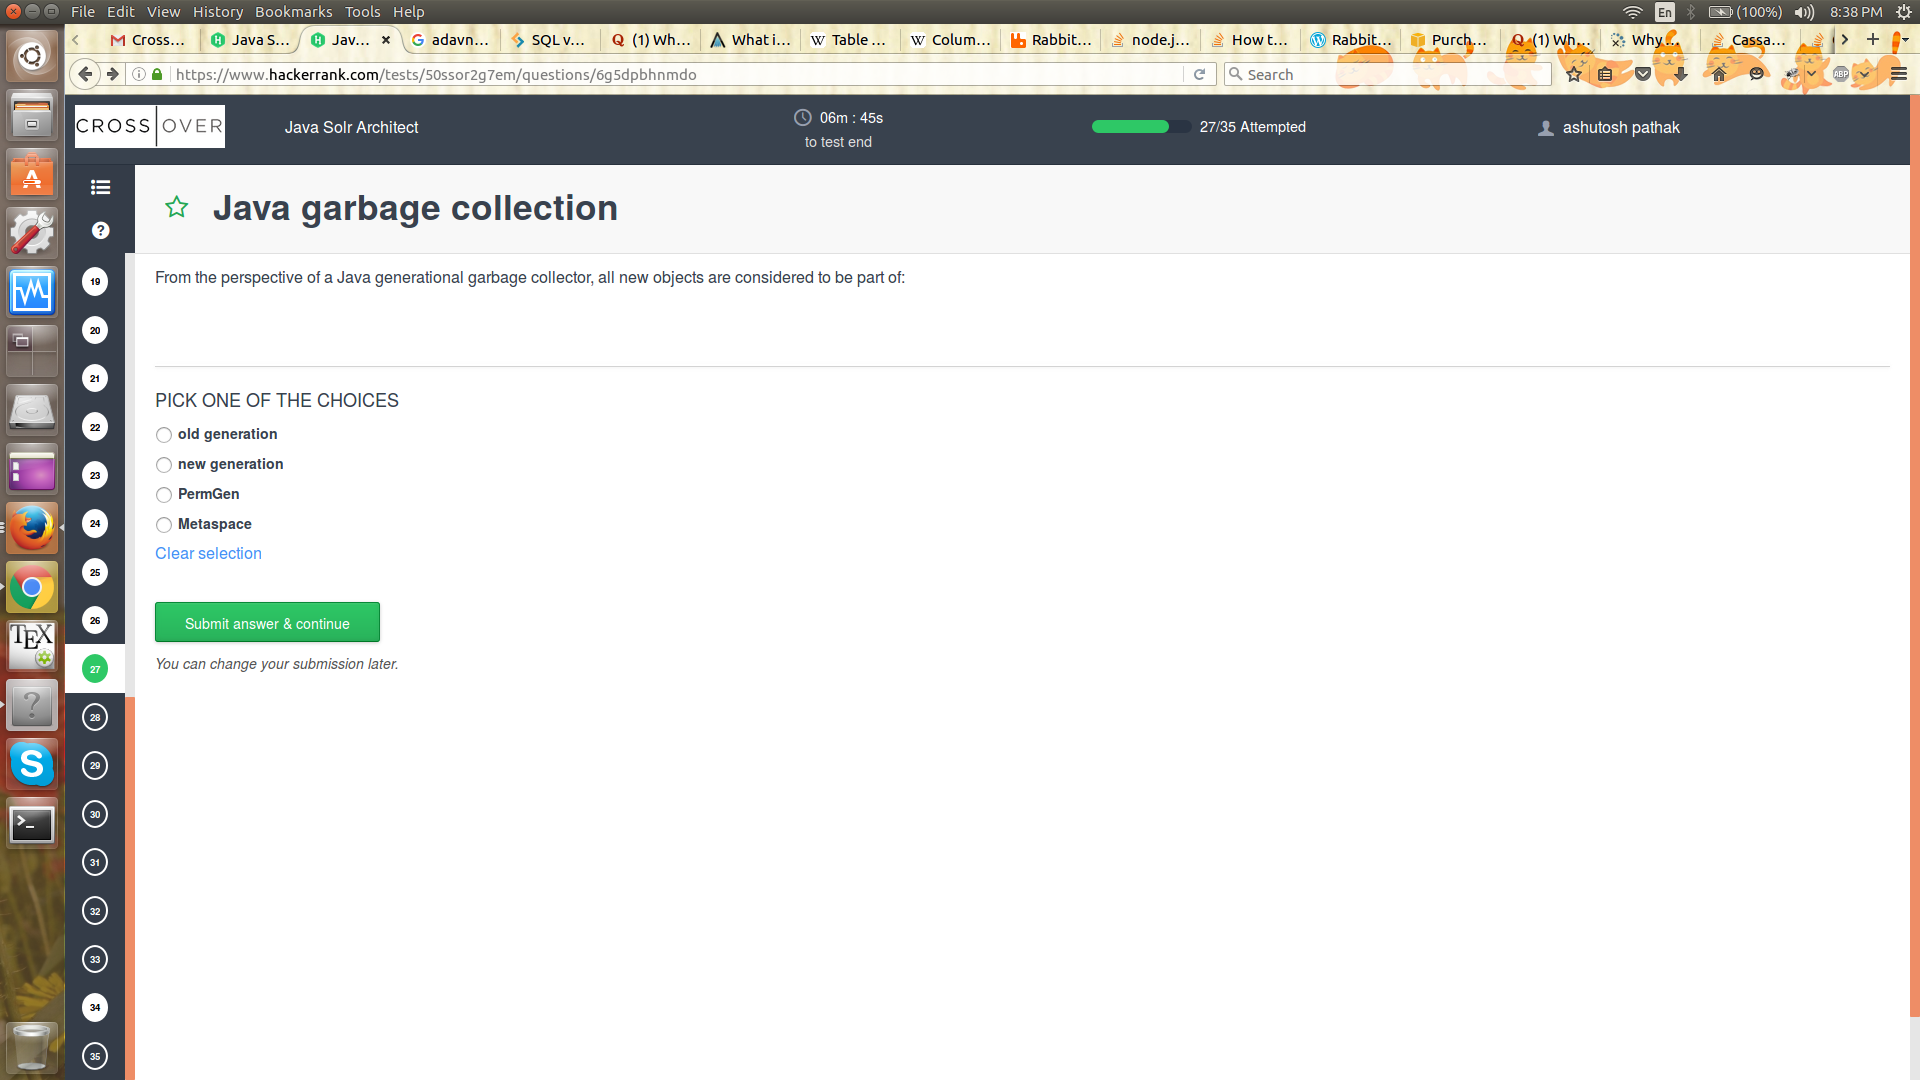 File Edit View History Bookmarks Tools Help
En (100%) 8:38 PM
Cross... Java S... Jav... adavn... SQL v... (1) Wh... What i... Table ... Colum... Rabbit... node.j... How t... Rabbit... Purch... (1) Wh... Why ... Cassa...
https://www.hackerrank.com/tests/50ssor2g7em/questions/6g5dpbhnmdo
Search
ABP
CROSS OVER
Java Solr Architect
06m : 45s
to test end
27/35 Attempted
ashutosh pathak
Java garbage collection
From the perspective of a Java generational garbage collector, all new objects are considered to be part of:
PICK ONE OF THE CHOICES
old generation
new generation
PermGen
Metaspace
Clear selection
Submit answer & continue
You can change your submission later.
19
20
21
22
23
24
25
26
27
28
29
30
31
32
33
34
35
TEX